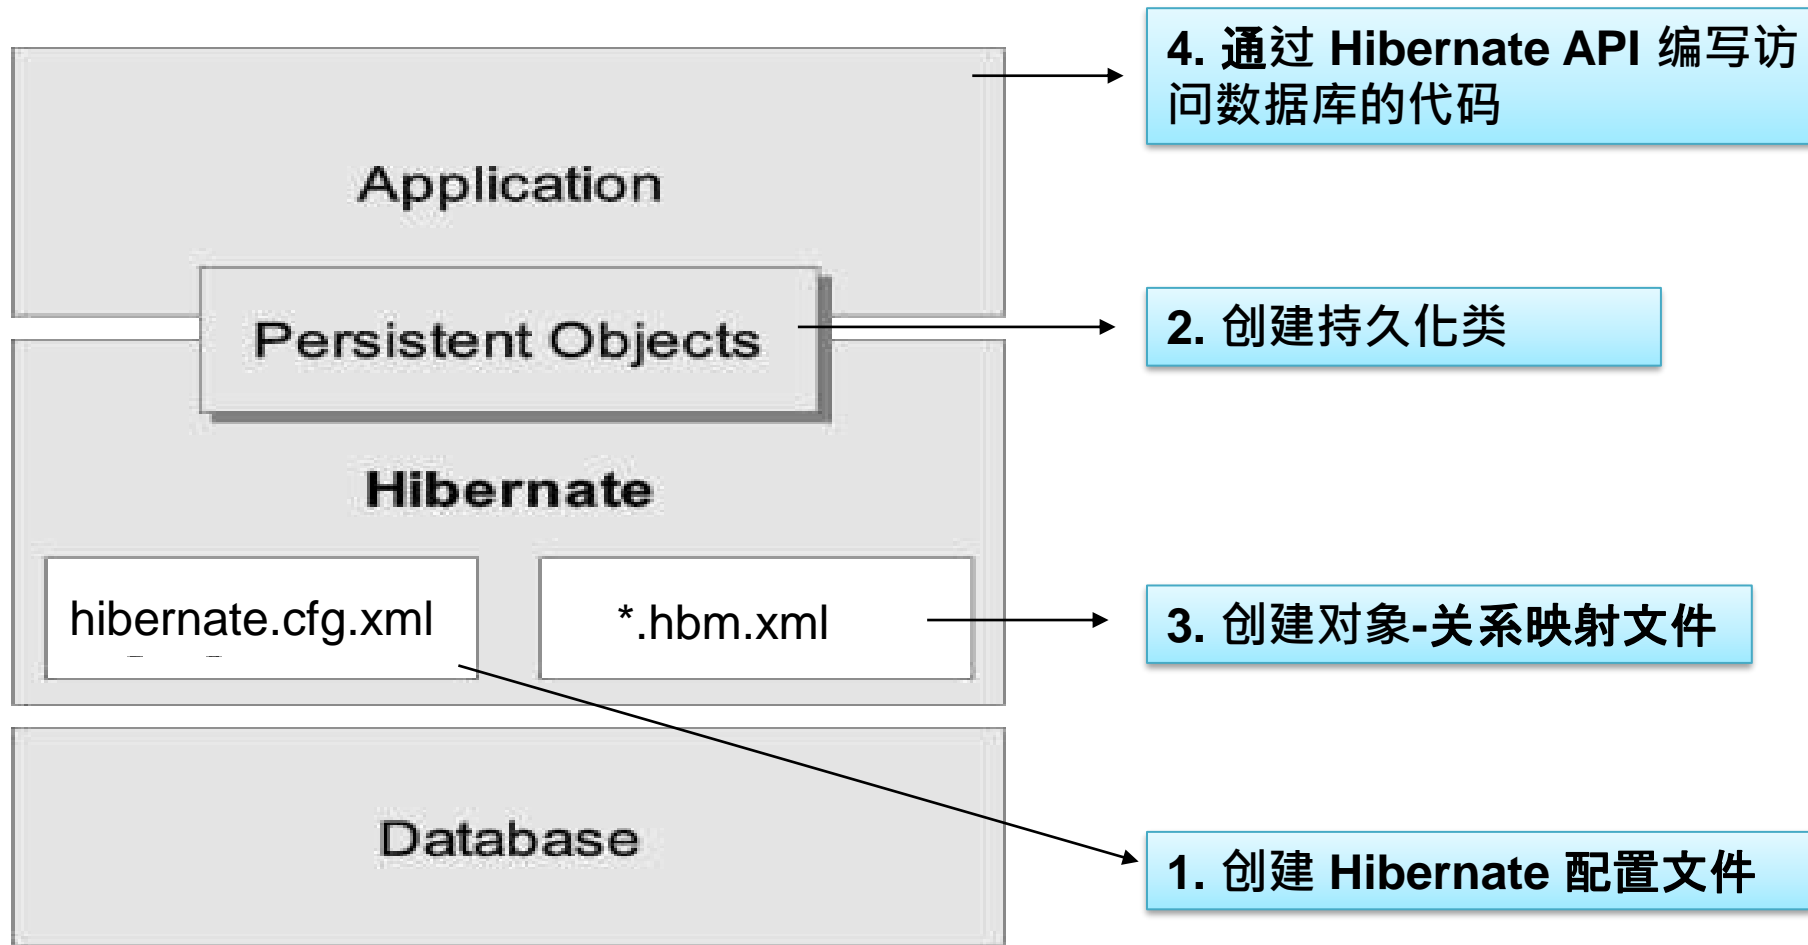 4. 通过 Hibernate API 编写访
问数据库的代码
Application
Persistent Objects
2. 创建持久化类
Hibernate
hibernate.cfg.xml
*.hbm.xml
3. 创建对象-关系映射文件
Database
1. 创建 Hibernate 配置文件